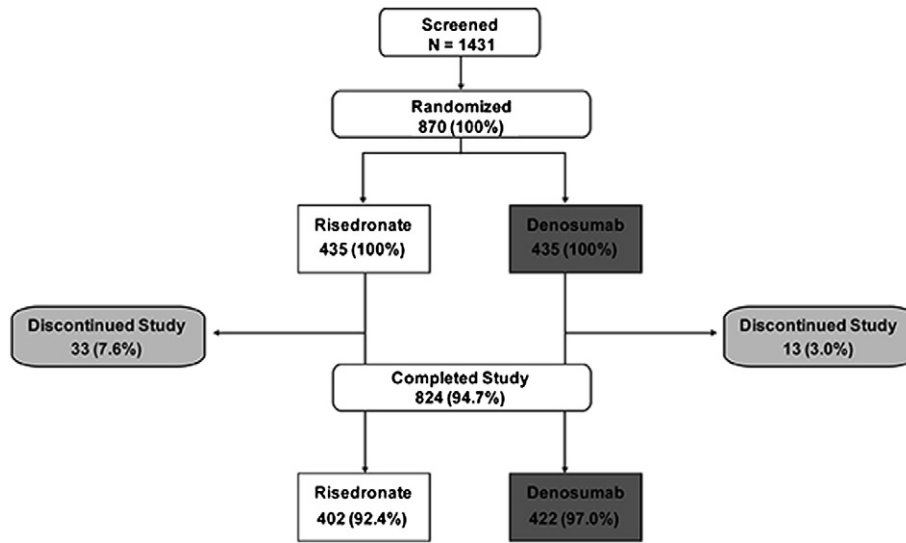 Screened
N = 1431
Randomized
870 (100%)
Risedronate
435 (100%)
Denosumab
435 (100%)
Discontinued Study
33 (7.6%)
Discontinued Study
13 (3.0%)
Completed Study
824 (94.7%)
Risedronate
402 (92.4%)
Denosumab
422 (97.0%)